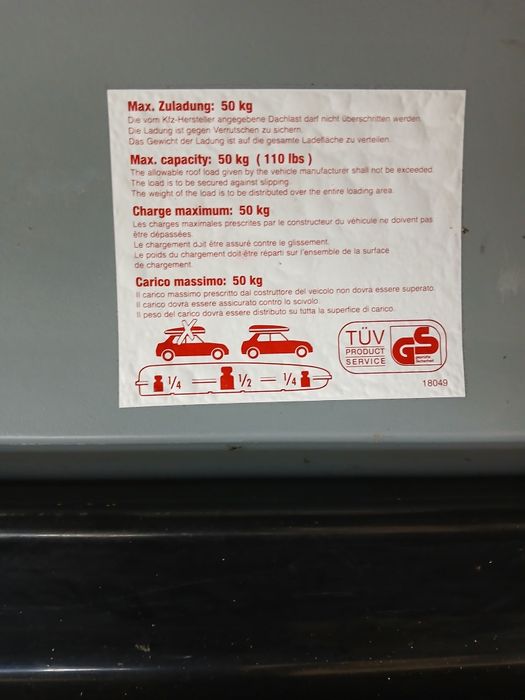 Max. Zuladung: 50 kg
Die vom Kfz-Hersteller angegebene Dachlast darf nicht überschritten werden.
Die Ladung ist gegen Verrutschen zu sichern.
Das Gewicht der Ladung ist auf die gesamte Ladefläche zu verteilen.
Max. capacity: 50 kg ( 110 lbs )
The allowable roof load given by the vehicle manufacturer shall not be exceeded.
The load is to be secured against slipping.
The weight of the load is to be distributed over the entire loading area.
Charge maximum: 50 kg
Les charges maximales prescrites par le constructeur du véhicule ne doivent pas
être dépassées.
Le chargement doit être assuré contre le glissement.
Le poids du chargement doit être réparti sur l'ensemble de la surface
de chargement.
Carico massimo: 50 kg
Il carico massimo prescritto dal costruttore del veicolo non dovrà essere superato.
Il carico dovrà essere assicurato contro lo scivolo.
Il peso del carico dovrà essere distributo su tutta la superfice di carico.
TÜV
PRODUCT
SERVICE
GS
geprüfte
Sicherheit
1/4 1/2 1/4
18049